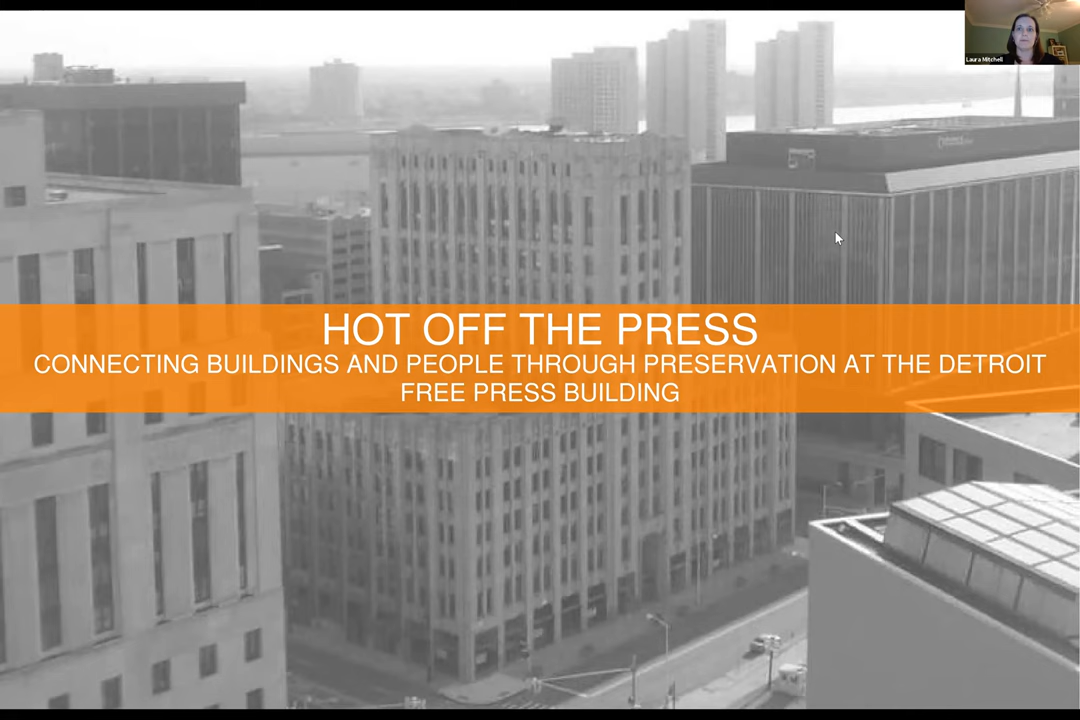 Laura Mitchell
HOT OFF THE PRESS
CONNECTING BUILDINGS AND PEOPLE THROUGH PRESERVATION AT THE DETROIT
FREE PRESS BUILDING